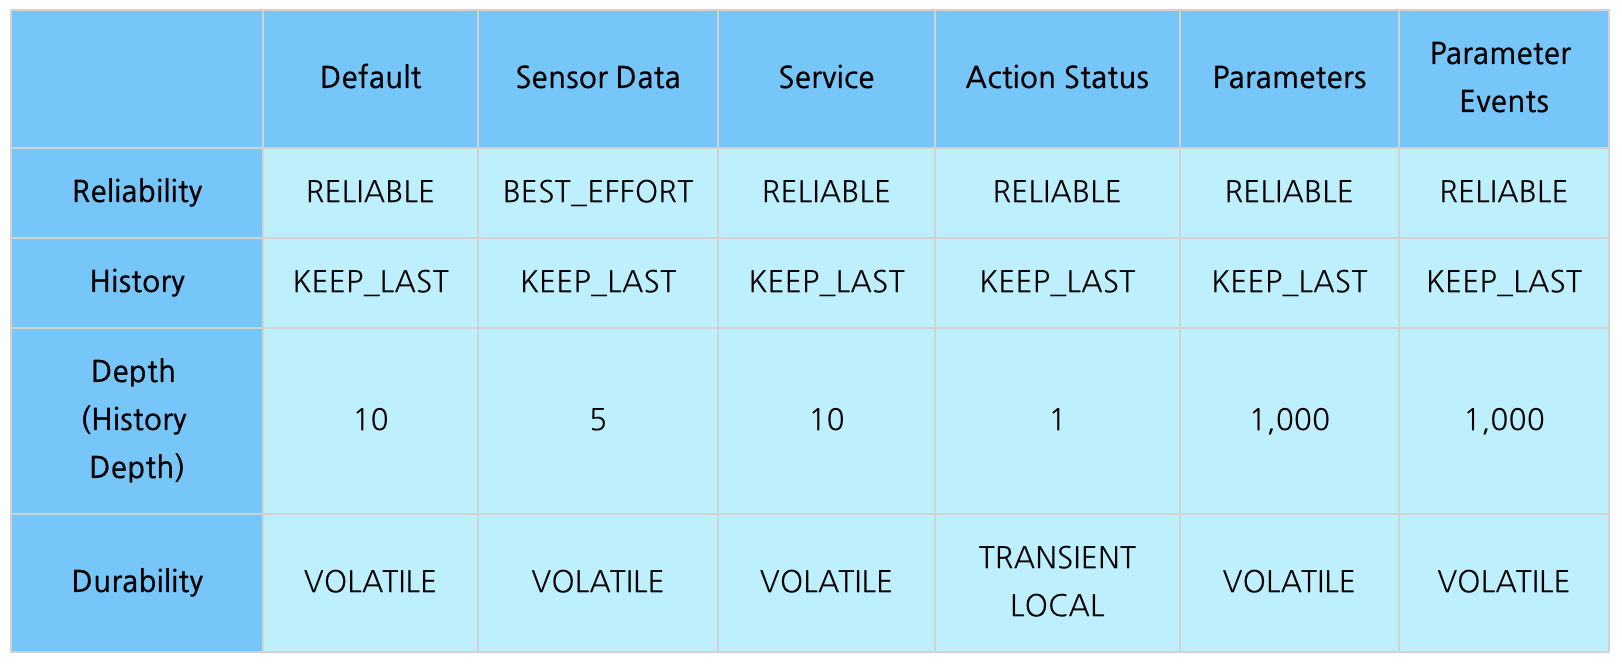 Default Sensor Data Service Action Status Parameters Parameter
Events
Reliability RELIABLE BEST_EFFORT RELIABLE RELIABLE RELIABLE RELIABLE
History KEEP_LAST KEEP_LAST KEEP_LAST KEEP_LAST KEEP_LAST KEEP_LAST
Depth
(History
Depth) 10 5 10 1 1,000 1,000
Durability VOLATILE VOLATILE VOLATILE TRANSIENT
LOCAL VOLATILE VOLATILE